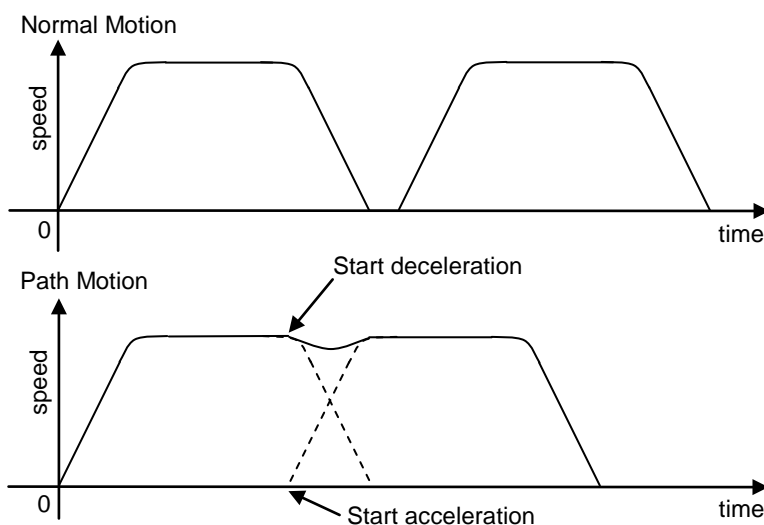 Normal Motion
speed
0
time
Start deceleration
Path Motion
speed
0
time
Start acceleration